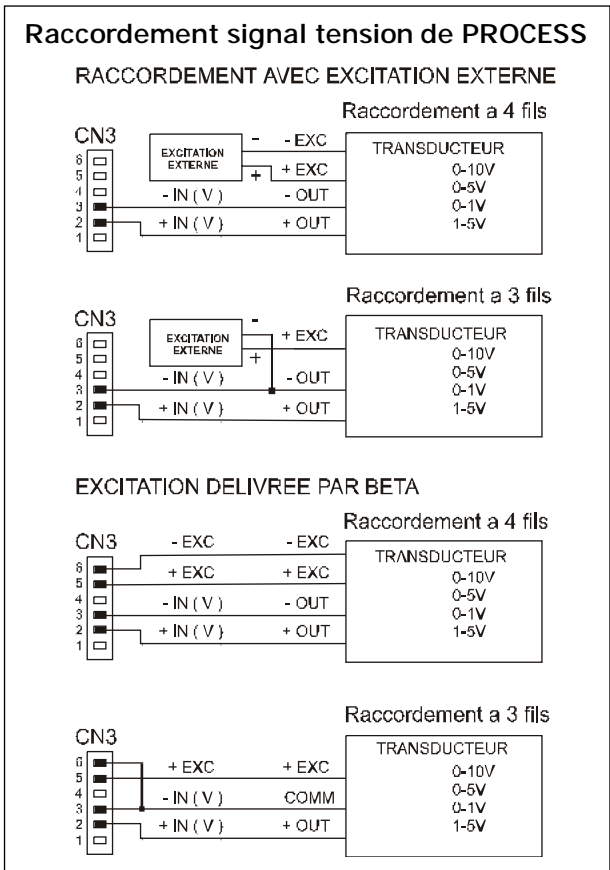 Raccordement signal tension de PROCESS
RACCORDEMENT AVEC EXCITATION EXTERNE
Raccordement a 4 fils
CN3
6
5
4
3
2
1
EXCITATION
EXTERNE
-
+
- EXC
+ EXC
- IN ( V )
- OUT
+ IN ( V )
+ OUT
TRANSDUCTEUR
0-10V
0-5V
0-1V
1-5V
Raccordement a 3 fils
CN3
6
5
4
3
2
1
EXCITATION
EXTERNE
-
+
+ EXC
- IN ( V )
- OUT
+ IN ( V )
+ OUT
TRANSDUCTEUR
0-10V
0-5V
0-1V
1-5V
EXCITATION DELIVREE PAR BETA
Raccordement a 4 fils
CN3
6
5
4
3
2
1
- EXC
- EXC
+ EXC
+ EXC
- IN ( V )
- OUT
+ IN ( V )
+ OUT
TRANSDUCTEUR
0-10V
0-5V
0-1V
1-5V
Raccordement a 3 fils
CN3
6
5
4
3
2
1
+ EXC
+ EXC
- IN ( V )
COMM
+ IN ( V )
+ OUT
TRANSDUCTEUR
0-10V
0-5V
0-1V
1-5V